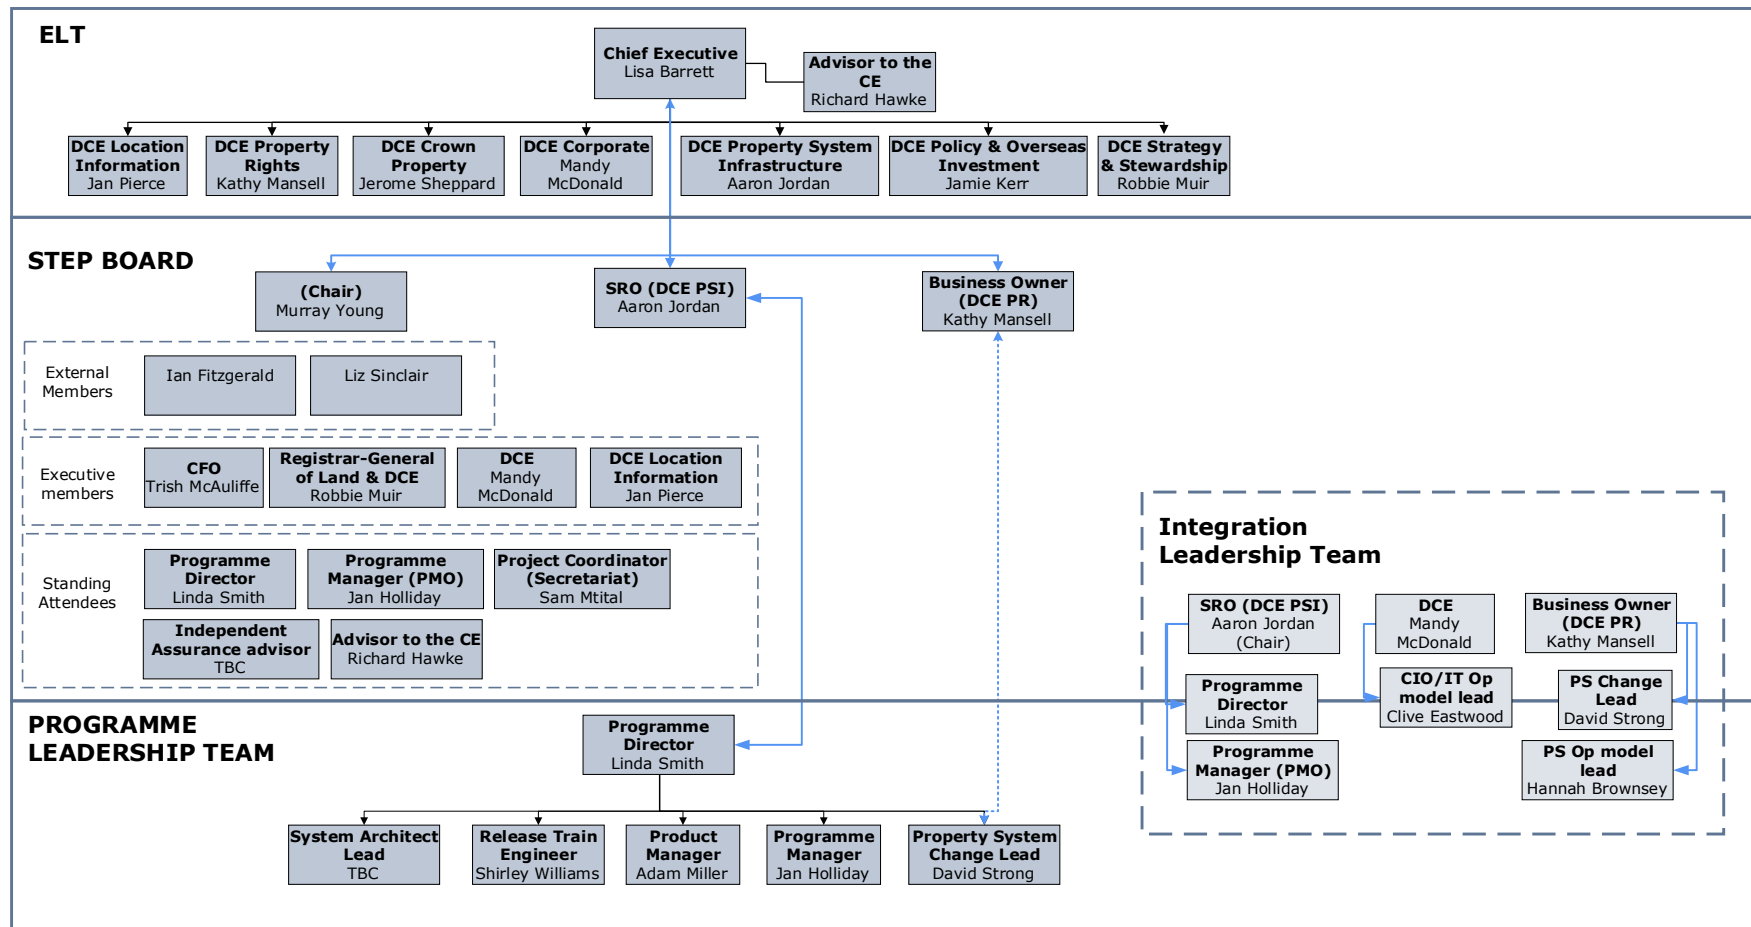 ELT
Chief Executive
Lisa Barrett
Advisor to the
CE
Richard Hawke
DCE Location
Information
Jan Pierce
DCE Property
Rights
Kathy Mansell
DCE Crown
Property
Jerome Sheppard
DCE Corporate
Mandy
McDonald
DCE Property System
Infrastructure
Aaron Jordan
DCE Policy & Overseas
Investment
Jamie Kerr
DCE Strategy
& Stewardship
Robbie Muir
STEP BOARD
(Chair)
Murray Young
SRO (DCE PSI)
Aaron Jordan
Business Owner
(DCE PR)
Kathy Mansell
External
Members
Ian Fitzgerald
Liz Sinclair
Executive
members
CFO
Trish McAuliffe
Registrar-General
of Land & DCE
Robbie Muir
DCE
Mandy
McDonald
DCE Location
Information
Jan Pierce
Standing
Attendees
Programme
Director
Linda Smith
Programme
Manager (PMO)
Jan Holliday
Project Coordinator
(Secretariat)
Sam Mtital
Independent
Assurance advisor
TBC
Advisor to the CE
Richard Hawke
Integration
Leadership Team
SRO (DCE PSI)
Aaron Jordan
(Chair)
DCE
Mandy
McDonald
Business Owner
(DCE PR)
Kathy Mansell
Programme
Director
Linda Smith
CIO/IT Op
model lead
Clive Eastwood
PS Change
Lead
David Strong
Programme
Manager (PMO)
Jan Holliday
PS Op model
lead
Hannah Brownsey
PROGRAMME
LEADERSHIP TEAM
Programme
Director
Linda Smith
System Architect
Lead
TBC
Release Train
Engineer
Shirley Williams
Product
Manager
Adam Miller
Programme
Manager
Jan Holliday
Property System
Change Lead
David Strong